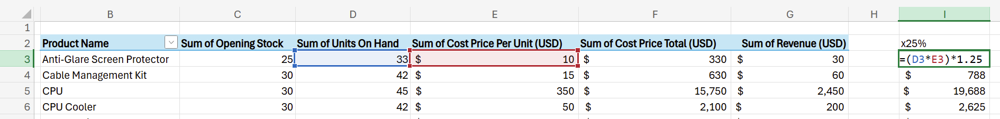 B C D E F G H I
1
2 Product Name Sum of Opening Stock Sum of Units On Hand Sum of Cost Price Per Unit (USD) Sum of Cost Price Total (USD) Sum of Revenue (USD) x25%
3 Anti-Glare Screen Protector 25 33 $ 10 $ 330 $ 30 =(D3*E3)*1.25
4 Cable Management Kit 30 42 $ 15 $ 630 $ 60 $ 788
5 CPU 30 45 $ 350 $ 15,750 $ 2,450 $ 19,688
6 CPU Cooler 30 42 $ 50 $ 2,100 $ 200 $ 2,625